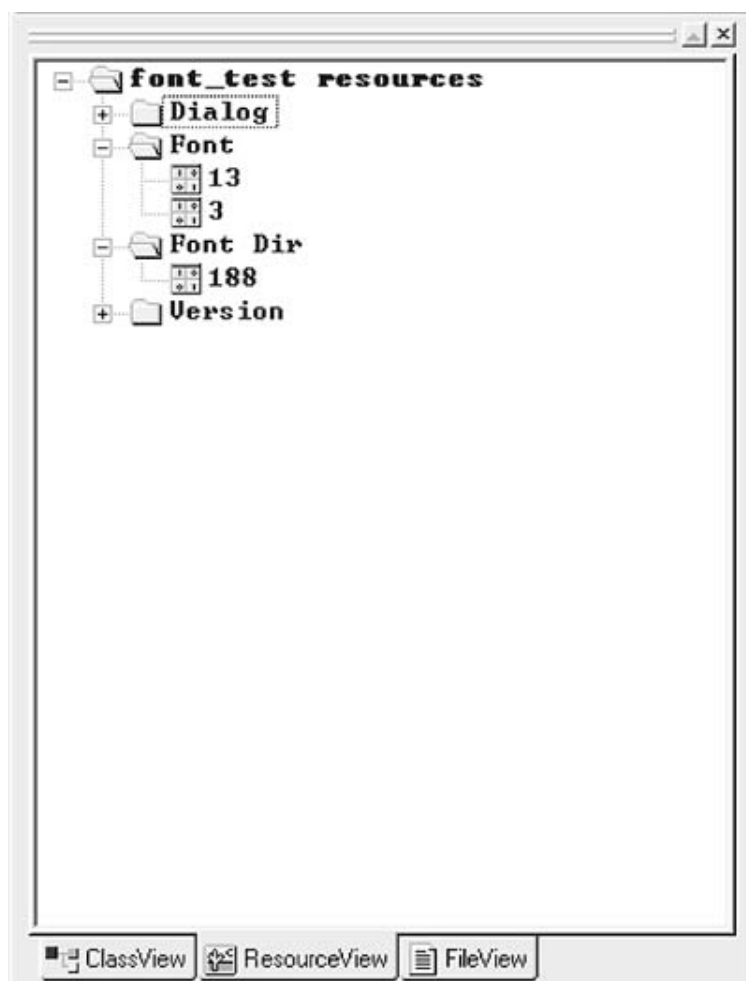 font_test resources
Dialog
Font
13
3
Font Dir
188
Version
ClassView ResourceView FileView